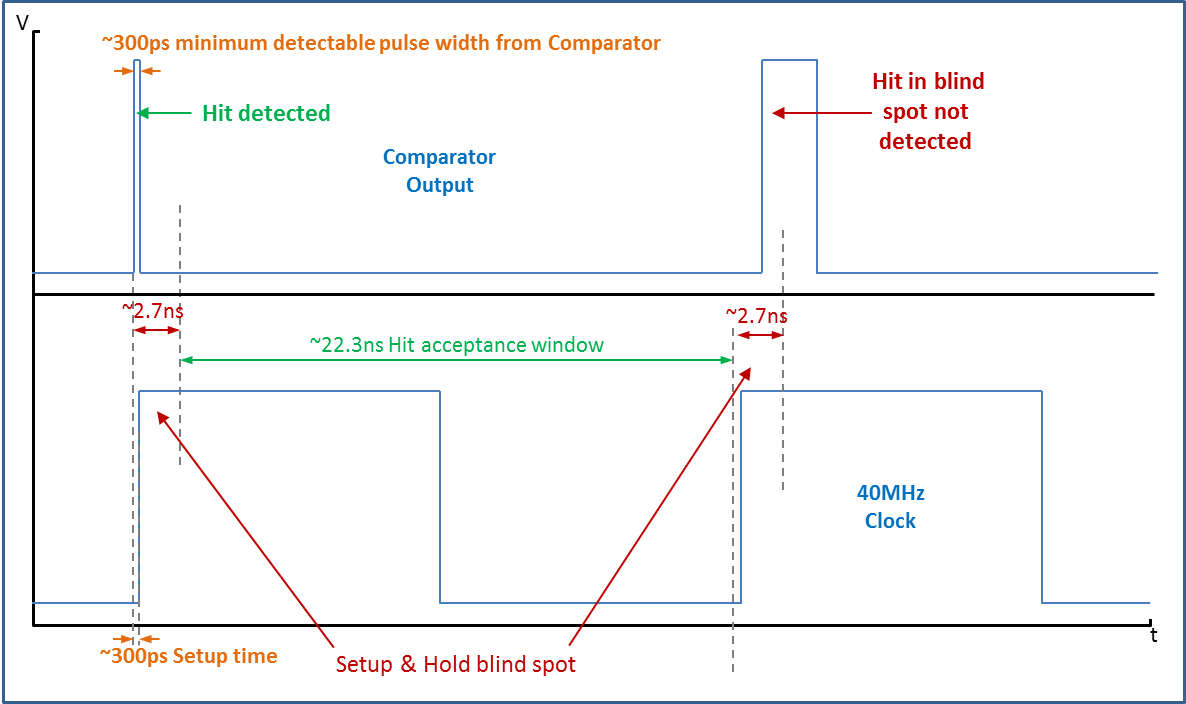 V
~300ps minimum detectable pulse width from Comparator
Hit detected
Hit in blind
spot not
detected
Comparator
Output
~2.7ns
~2.7ns
~22.3ns Hit acceptance window
40MHz
Clock
t
~300ps Setup time
Setup & Hold blind spot